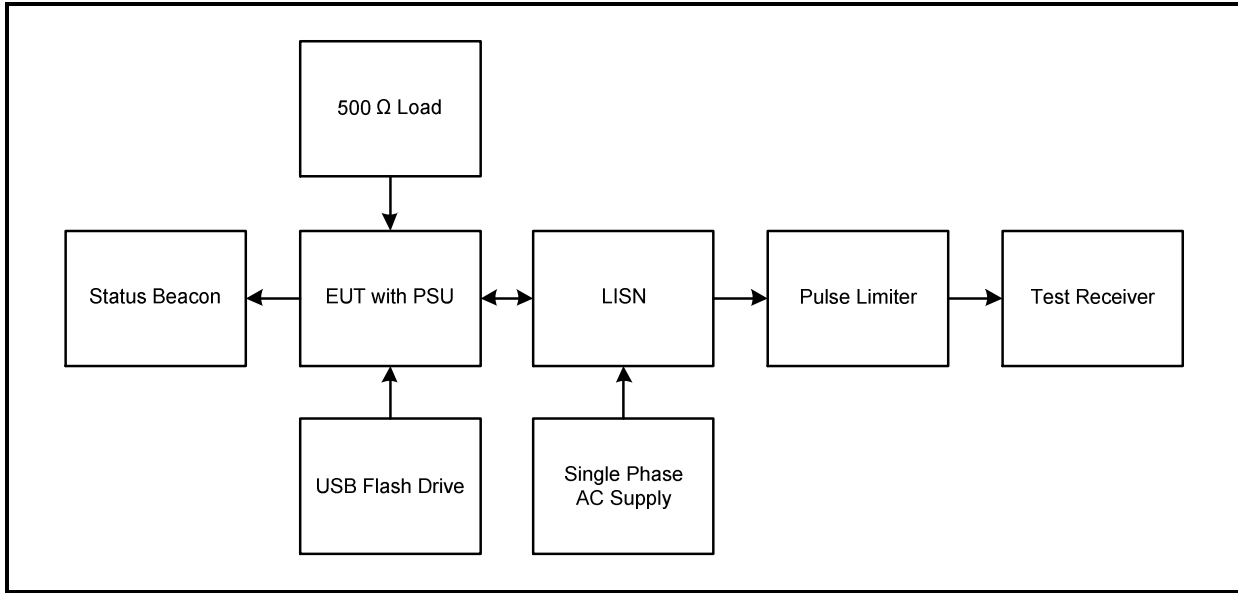 500 Ω Load
Status Beacon
EUT with PSU
LISN
Pulse Limiter
Test Receiver
USB Flash Drive
Single Phase
AC Supply